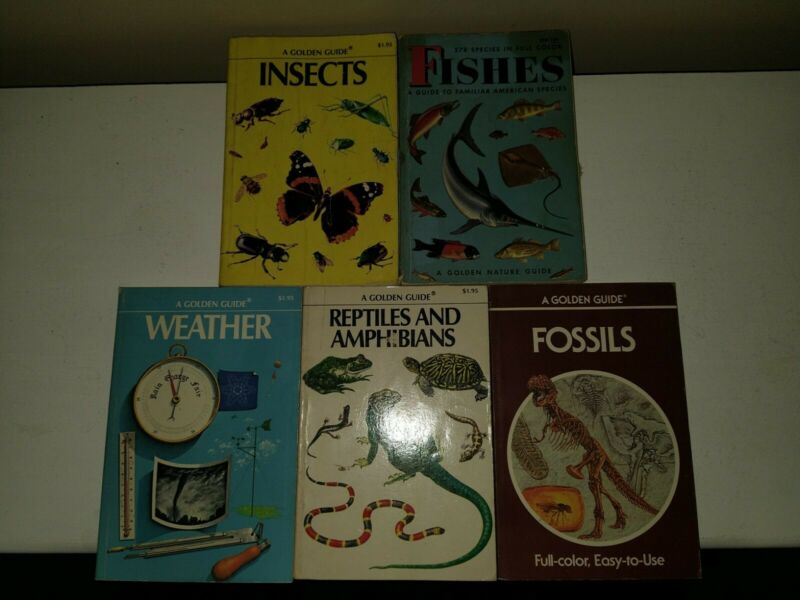 A GOLDEN GUIDE®
$1.95
INSECTS
278 SPECIES IN FULL COLOR
FISHES
A GUIDE TO FAMILIAR AMERICAN SPECIES
A GOLDEN NATURE GUIDE
A GOLDEN GUIDE®
$1.95
WEATHER
Rain Change Fair
A GOLDEN GUIDE®
$1.95
REPTILES AND
AMPHIBIANS
A GOLDEN GUIDE®
FOSSILS
Full-color, Easy-to-Use